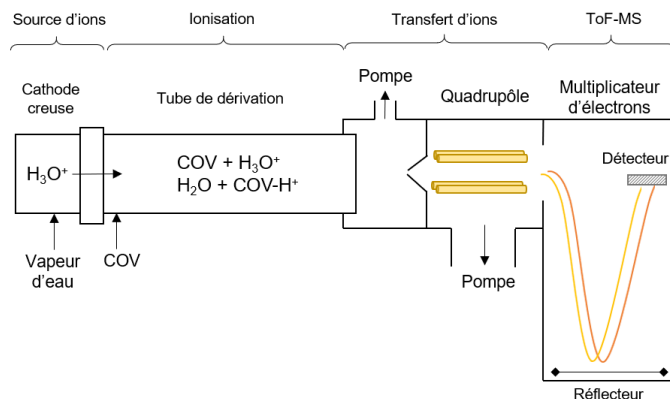 Source d'ions
Ionisation
Transfert d'ions
ToF-MS
Cathode
creuse
Tube de dérivation
Pompe
Quadrupôle
Multiplicateur
d'électrons
H₃O⁺
COV + H₃O⁺
H₂O + COV-H⁺
Détecteur
Vapeur
d'eau
COV
Pompe
Réflecteur